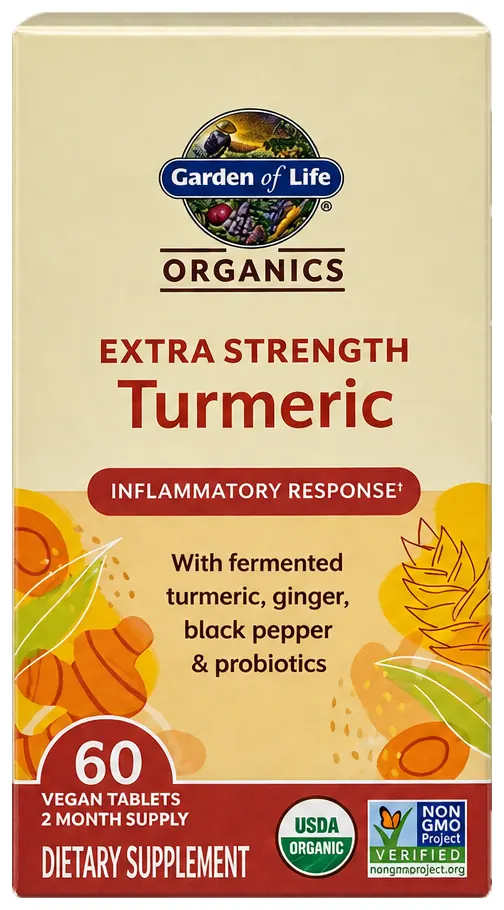 Garden of Life
®
ORGANICS
EXTRA STRENGTH
Turmeric
INFLAMMATORY RESPONSE†
With fermented
turmeric, ginger,
black pepper
& probiotics
60
VEGAN TABLETS
2 MONTH SUPPLY
DIETARY SUPPLEMENT
USDA
ORGANIC
NON
GMO
Project
VERIFIED
nongmoproject.org